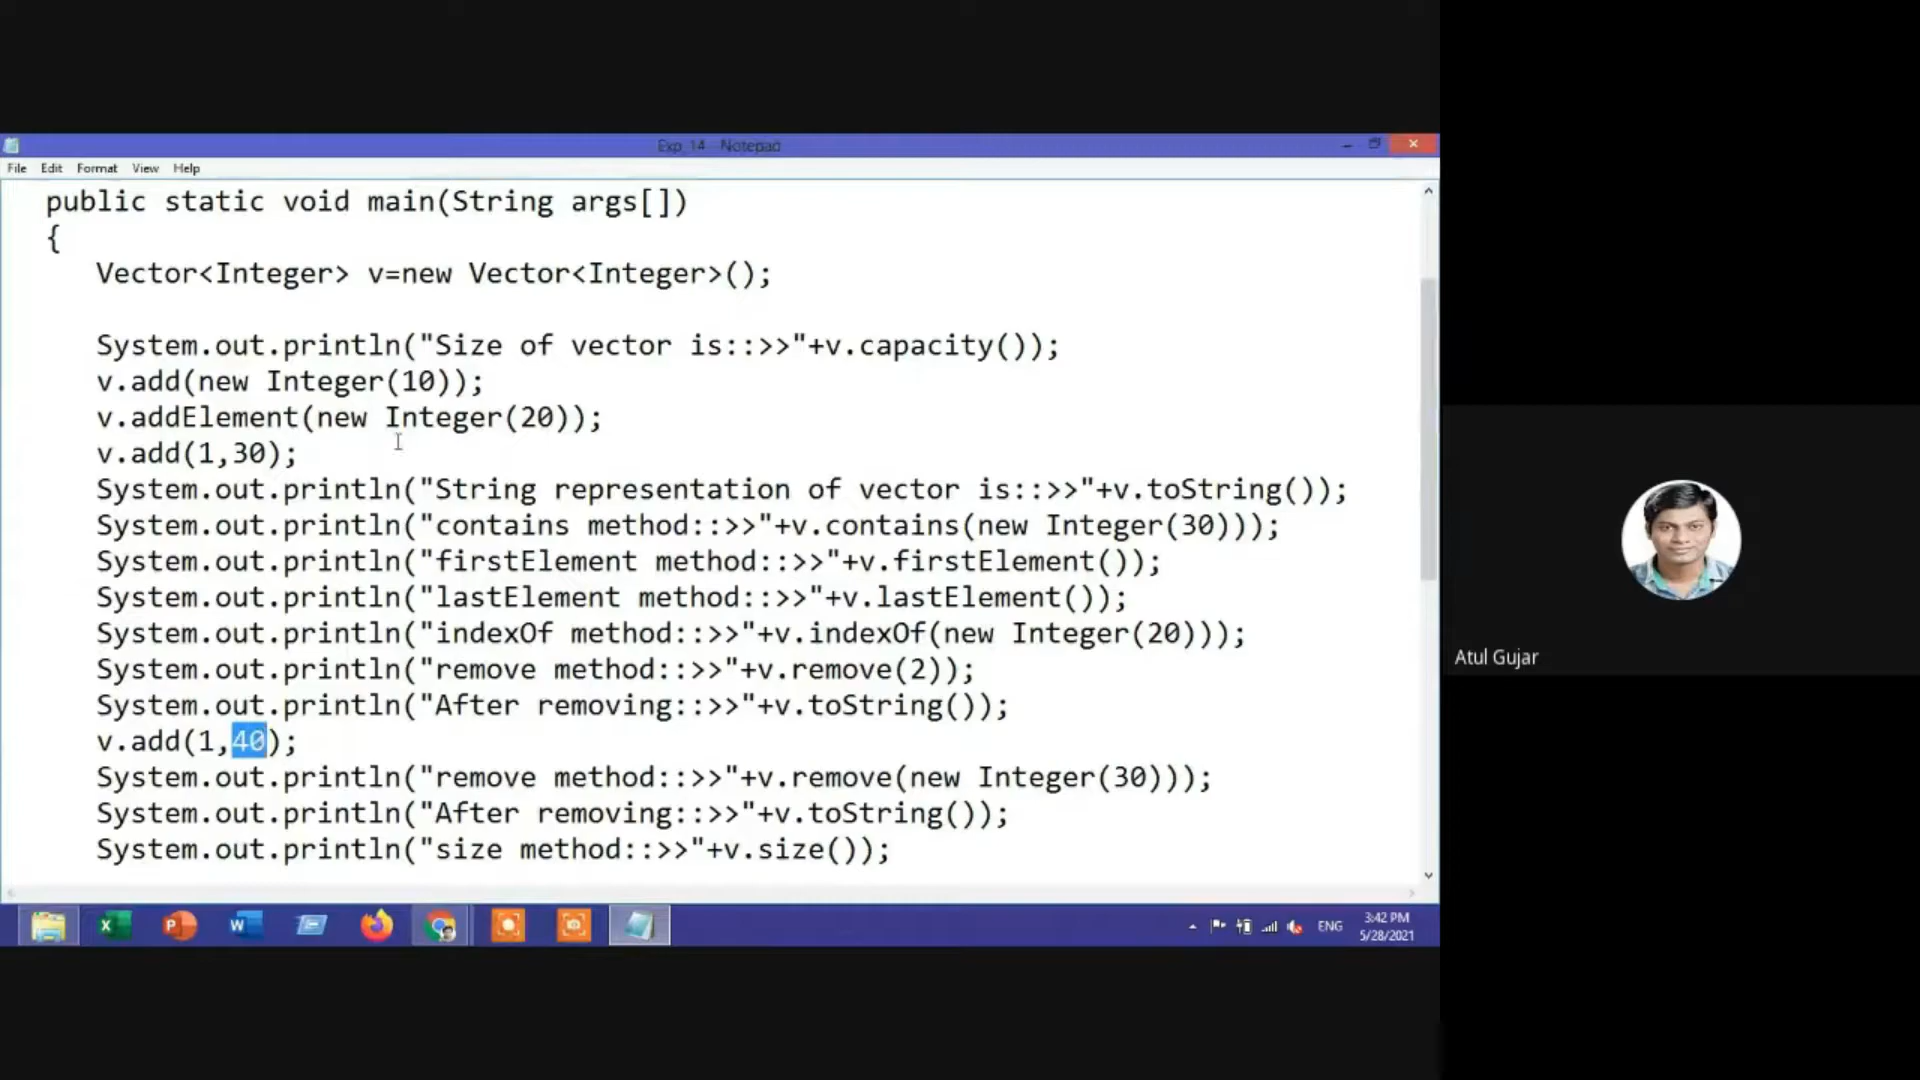 Exp_14 - Notepad
File Edit Format View Help
public static void main(String args[])
{
Vector<Integer> v=new Vector<Integer>();
System.out.println("Size of vector is::>>"+v.capacity());
v.add(new Integer(10));
v.addElement(new Integer(20));
v.add(1,30);
System.out.println("String representation of vector is::>>"+v.toString());
System.out.println("contains method::>>"+v.contains(new Integer(30)));
System.out.println("firstElement method::>>"+v.firstElement());
System.out.println("lastElement method::>>"+v.lastElement());
System.out.println("indexOf method::>>"+v.indexOf(new Integer(20)));
System.out.println("remove method::>>"+v.remove(2));
System.out.println("After removing::>>"+v.toString());
v.add(1,40);
System.out.println("remove method::>>"+v.remove(new Integer(30)));
System.out.println("After removing::>>"+v.toString());
System.out.println("size method::>>"+v.size());
ENG
3:42 PM
5/28/2021
Atul Gujar